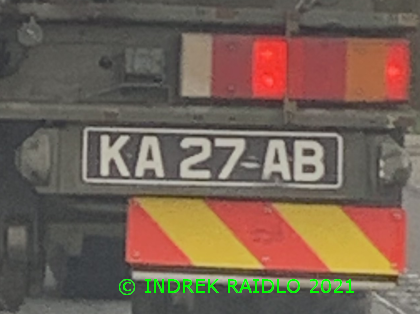 KA 27-AB
© INDREK RAIDLO 2021